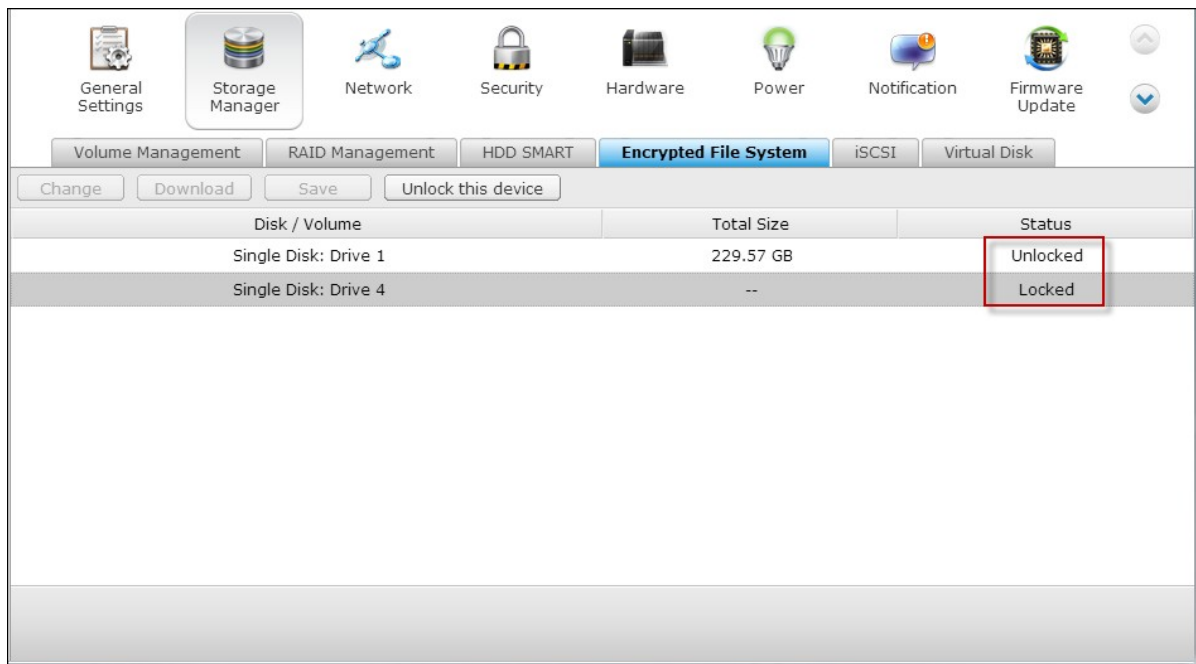 General Settings
Storage Manager
Network
Security
Hardware
Power
Notification
Firmware Update
Volume Management
RAID Management
HDD SMART
Encrypted File System
iSCSI
Virtual Disk
Change
Download
Save
Unlock this device
Disk / Volume Total Size Status
Single Disk: Drive 1 229.57 GB Unlocked
Single Disk: Drive 4 -- Locked